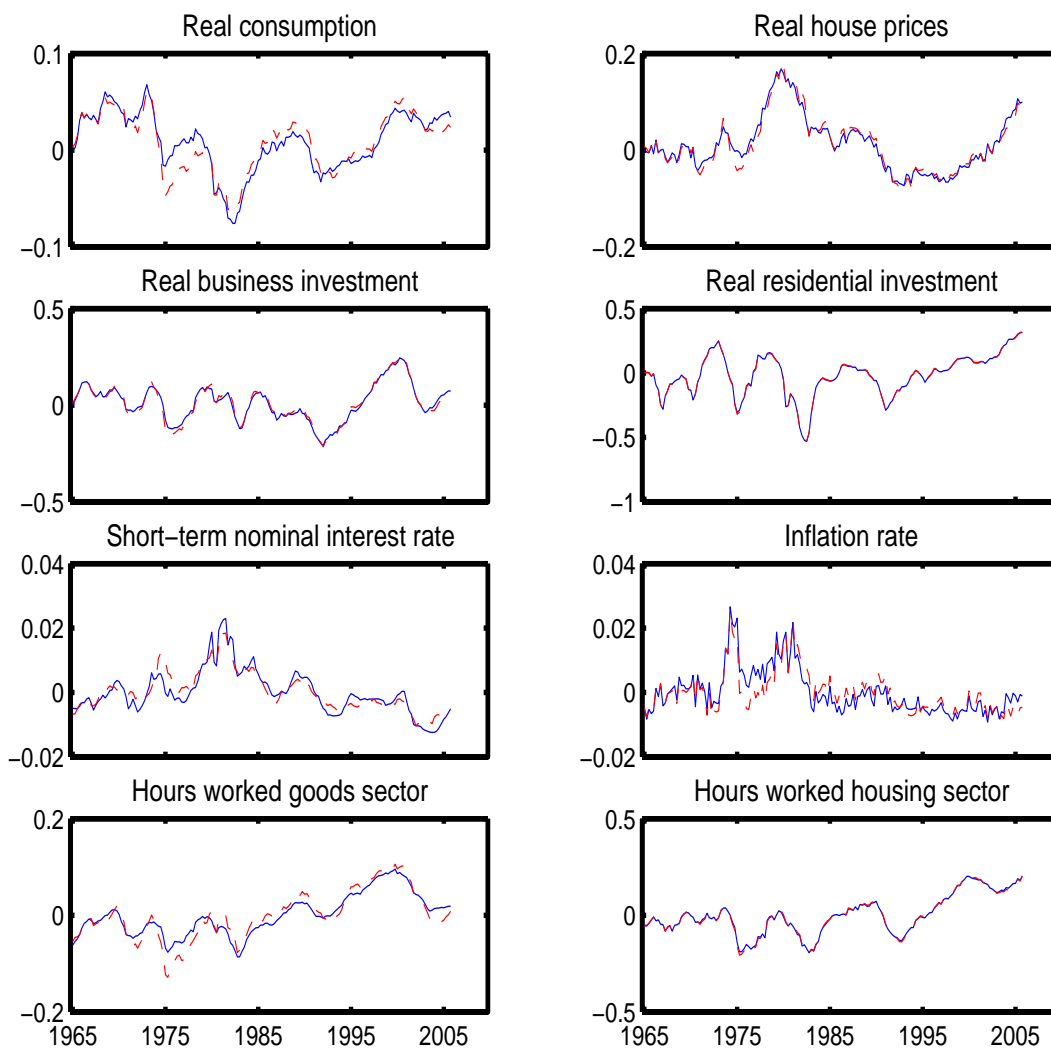 Real consumption
0.1
0
−0.1
Real house prices
0.2
0
−0.2
Real business investment
0.5
0
−0.5
Real residential investment
0.5
0
−0.5
−1
Short−term nominal interest rate
0.04
0.02
0
−0.02
Inflation rate
0.04
0.02
0
−0.02
Hours worked goods sector
0.2
0
−0.2
1965 1975 1985 1995 2005
Hours worked housing sector
0.5
0
−0.5
1965 1975 1985 1995 2005